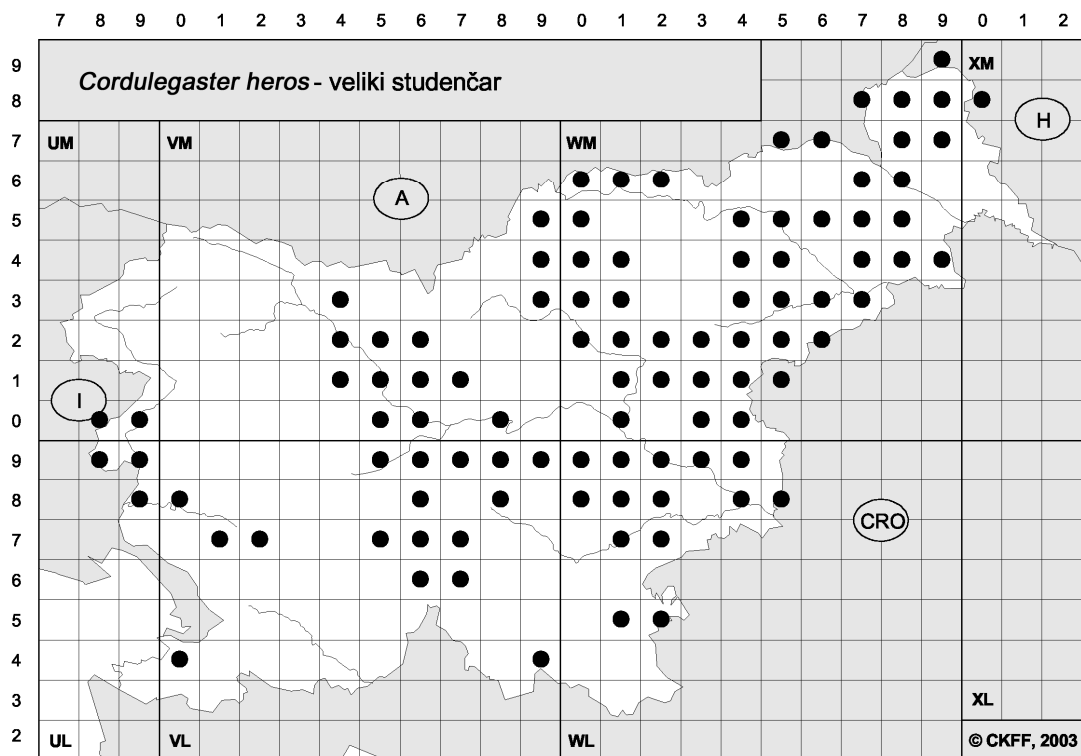 7 8 9 0 1 2 3 4 5 6 7 8 9 0 1 2 3 4 5 6 7 8 9 0 1 2
9
Cordulegaster heros - veliki studenčar
XM
8
H
7 UM VM WM
6
A
5
4
3
2
1
I
0
9
8
CRO
7
6
5
4
3 XL
2 UL VL WL © CKFF, 2003